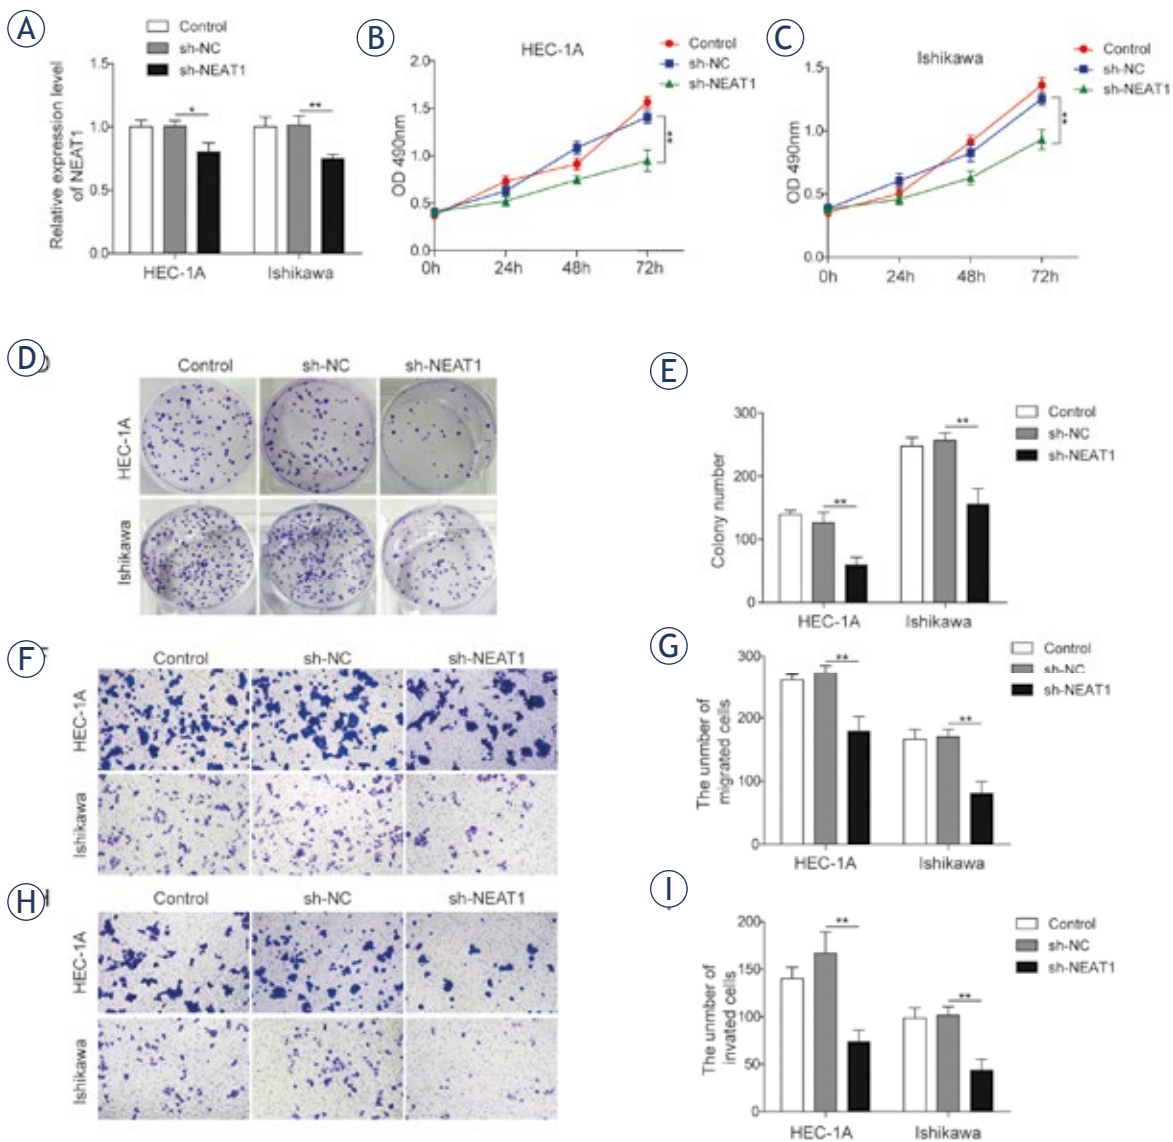 A
Control
sh-NC
sh-NEAT1
Relative expression level
of NEAT1
1.5
1.0
0.5
0.0
*
**
HEC-1A
Ishikawa
B
HEC-1A
Control
sh-NC
sh-NEAT1
OD 490nm
2.0
1.5
1.0
0.5
0.0
**
0h
24h
48h
72h
C
Ishikawa
Control
sh-NC
sh-NEAT1
OD 490nm
1.5
1.0
0.5
0.0
**
0h
24h
48h
72h
D
Control
sh-NC
sh-NEAT1
HEC-1A
Ishikawa
E
Control
sh-NC
sh-NEAT1
Colony number
300
200
100
0
**
**
HEC-1A
Ishikawa
F
Control
sh-NC
sh-NEAT1
HEC-1A
Ishikawa
G
Control
sh-NC
sh-NEAT1
The unmber of
migrated cells
300
200
100
0
**
**
HEC-1A
Ishikawa
H
Control
sh-NC
sh-NEAT1
HEC-1A
Ishikawa
I
Control
sh-NC
sh-NEAT1
The unmber of
invated cells
200
150
100
50
0
**
**
HEC-1A
Ishikawa